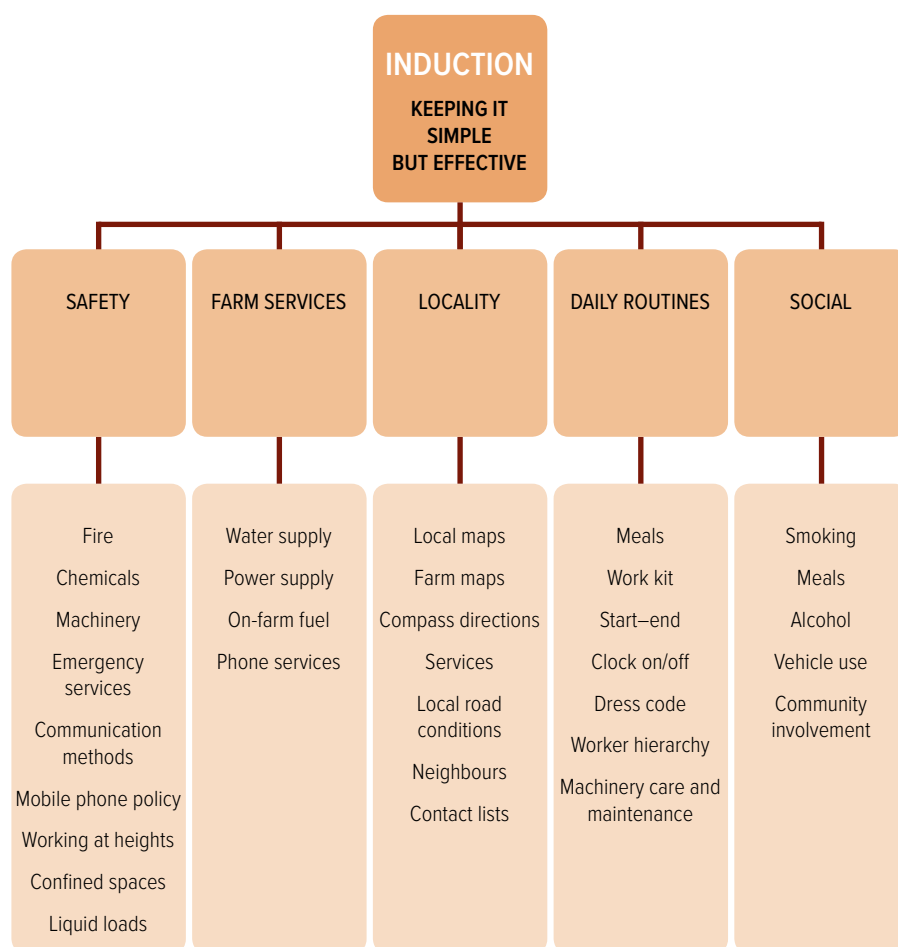 INDUCTION
KEEPING IT
SIMPLE
BUT EFFECTIVE
SAFETY
Fire
Chemicals
Machinery
Emergency
services
Communication
methods
Mobile phone policy
Working at heights
Confined spaces
Liquid loads
FARM SERVICES
Water supply
Power supply
On-farm fuel
Phone services
LOCALITY
Local maps
Farm maps
Compass directions
Services
Local road
conditions
Neighbours
Contact lists
DAILY ROUTINES
Meals
Work kit
Start–end
Clock on/off
Dress code
Worker hierarchy
Machinery care and
maintenance
SOCIAL
Smoking
Meals
Alcohol
Vehicle use
Community
involvement